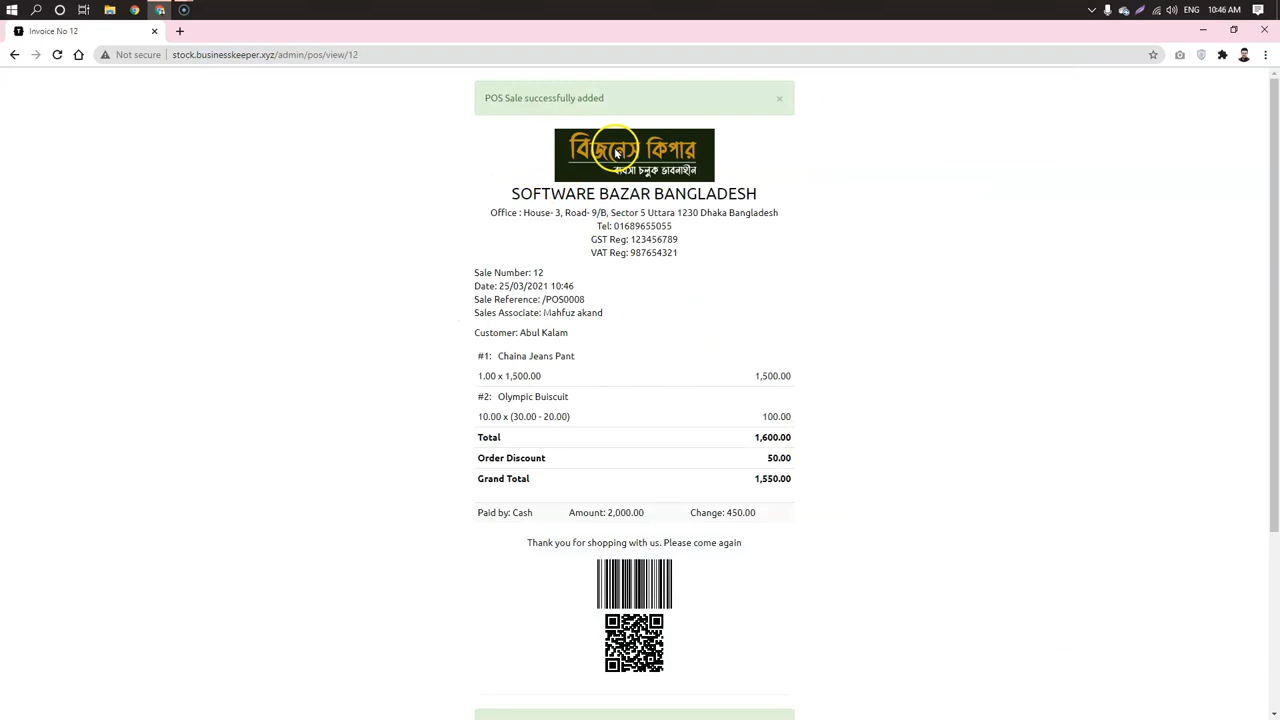 ENG 10:46 AM
Invoice No 12
Not secure stock.businesskeeper.xyz/admin/pos/view/12
POS Sale successfully added
বিজনেস কিপার
ব্যবসা চলুক ভাবনাহীন
SOFTWARE BAZAR BANGLADESH
Office : House- 3, Road- 9/B, Sector 5 Uttara 1230 Dhaka Bangladesh
Tel: 01689655055
GST Reg: 123456789
VAT Reg: 987654321
Sale Number: 12
Date: 25/03/2021 10:46
Sale Reference: /POS0008
Sales Associate: Mahfuz akand
Customer: Abul Kalam
#1: Chaina Jeans Pant
1.00 x 1,500.00 1,500.00
#2: Olympic Buiscuit
10.00 x (30.00 - 20.00) 100.00
Total 1,600.00
Order Discount 50.00
Grand Total 1,550.00
Paid by: Cash Amount: 2,000.00 Change: 450.00
Thank you for shopping with us. Please come again